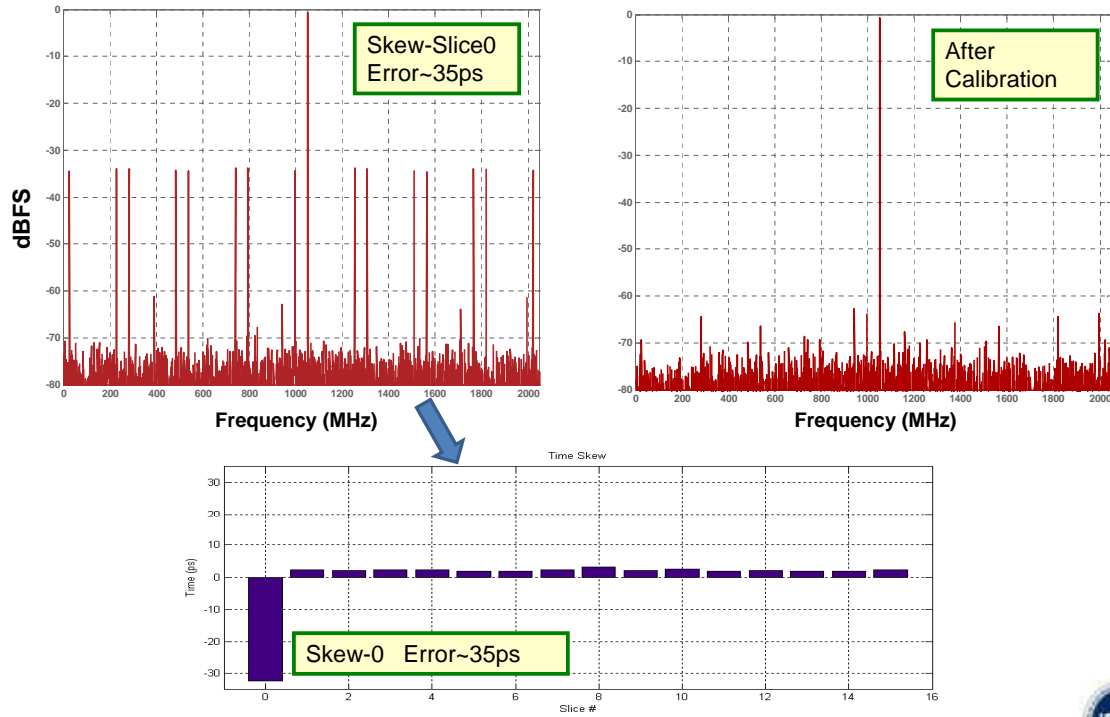 Skew-Slice0
Error~35ps
0
-10
-20
-30
-40
-50
-60
-70
-80
0 200 400 600 800 1000 1200 1400 1600 1800 2000
dBFS
Frequency (MHz)
After
Calibration
0
-10
-20
-30
-40
-50
-60
-70
-80
0 200 400 600 800 1000 1200 1400 1600 1800 2000
Frequency (MHz)
Time Skew
30
20
10
0
-10
-20
-30
Time (ps)
Skew-0 Error~35ps
0 2 4 6 8 10 12 14 16
Slice #